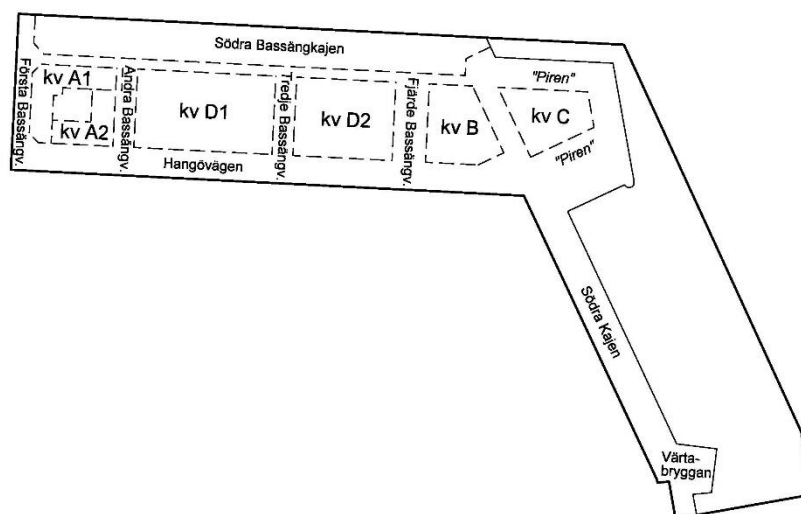 Södra Bassängkajen
"Piren"
Första Bassängv.
kv A1
Andra Bassängv.
kv D1
Tredje Bassängv.
kv D2
Fjärde Bassängv.
kv B
kv C
kv A2
Hangövägen
"Piren"
Södra Kajen
Värta-
bryggan